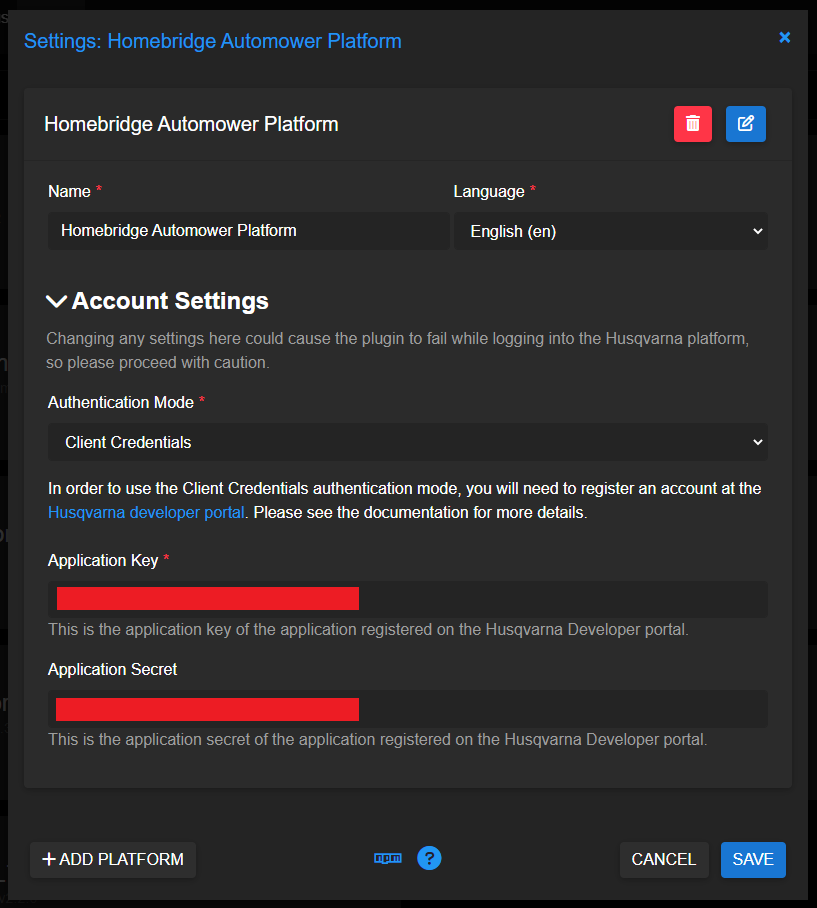 Settings: Homebridge Automower Platform
×
Homebridge Automower Platform
Name *
Language *
Homebridge Automower Platform
English (en)
Account Settings
Changing any settings here could cause the plugin to fail while logging into the Husqvarna platform,
so please proceed with caution.
Authentication Mode *
Client Credentials
In order to use the Client Credentials authentication mode, you will need to register an account at the
Husqvarna developer portal. Please see the documentation for more details.
Application Key *
This is the application key of the application registered on the Husqvarna Developer portal.
Application Secret
This is the application secret of the application registered on the Husqvarna Developer portal.
+ ADD PLATFORM
npm
?
CANCEL
SAVE